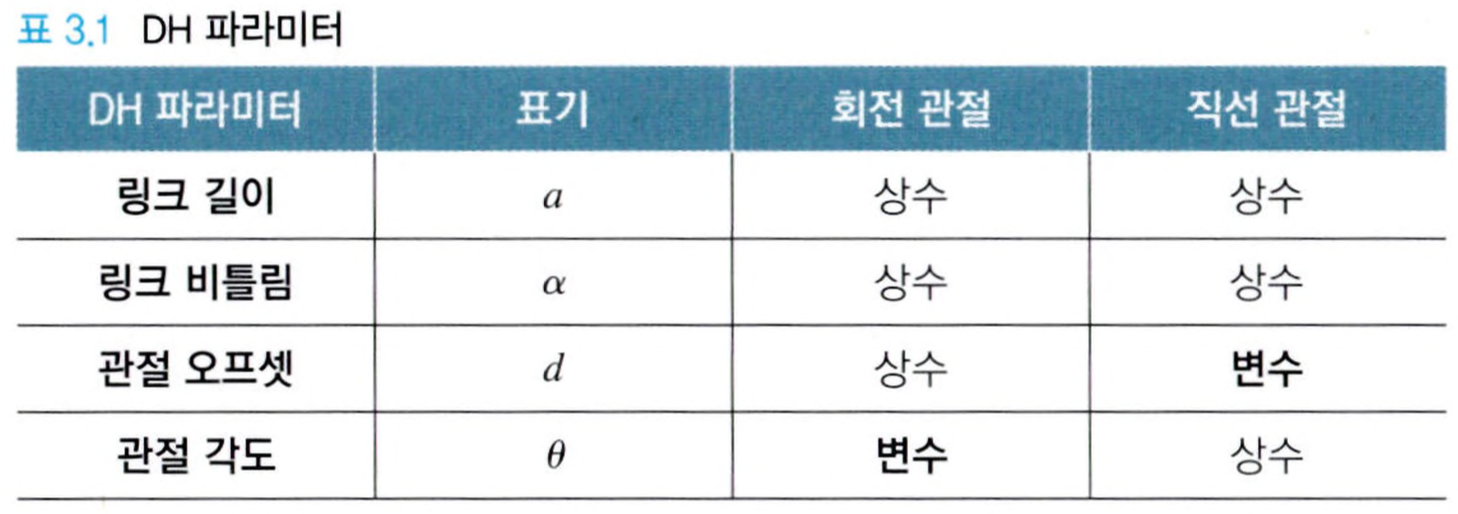 표 3.1 DH 파라미터
DH 파라미터 표기 회전 관절 직선 관절
링크 길이 a 상수 상수
링크 비틀림 α 상수 상수
관절 오프셋 d 상수 변수
관절 각도 θ 변수 상수